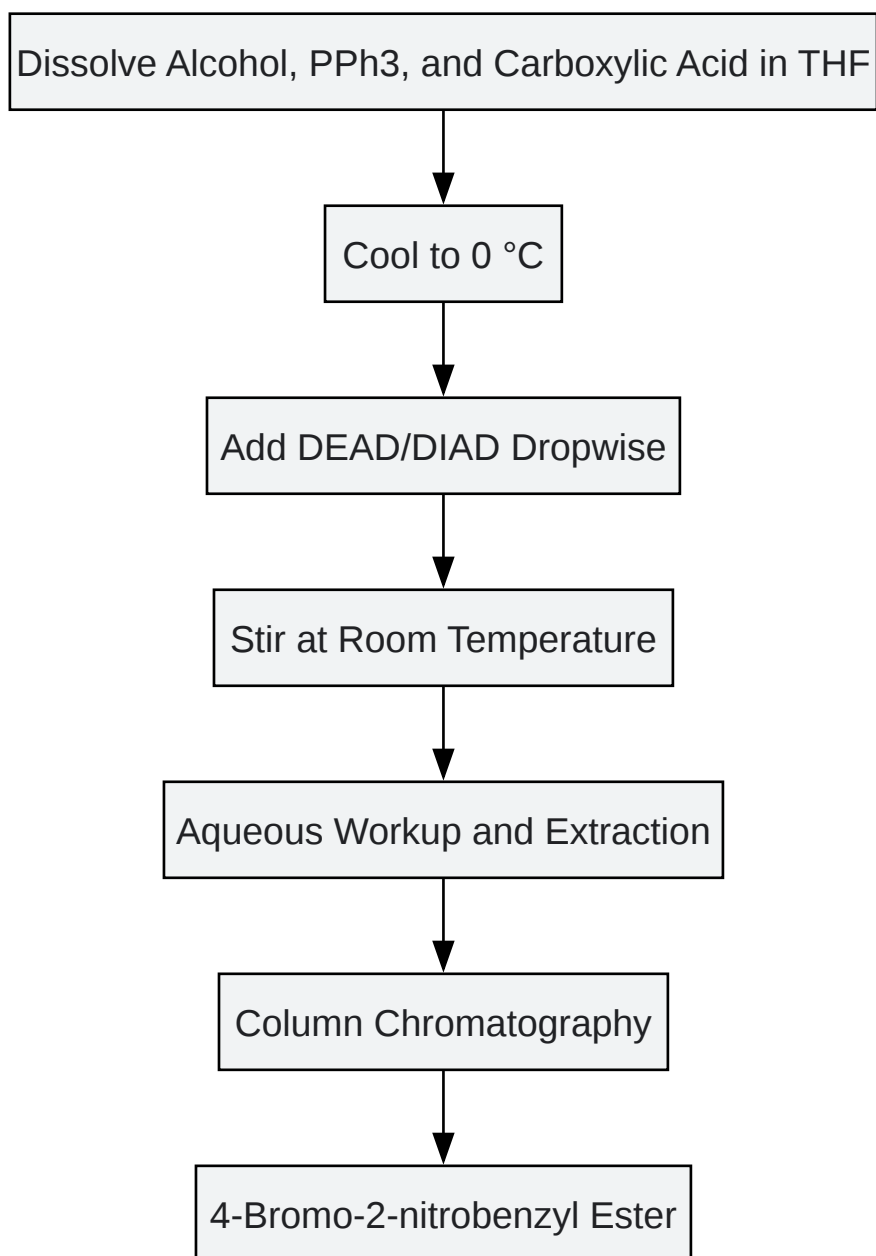 Dissolve Alcohol, PPh3, and Carboxylic Acid in THF
Cool to 0 °C
Add DEAD/DIAD Dropwise
Stir at Room Temperature
Aqueous Workup and Extraction
Column Chromatography
4-Bromo-2-nitrobenzyl Ester